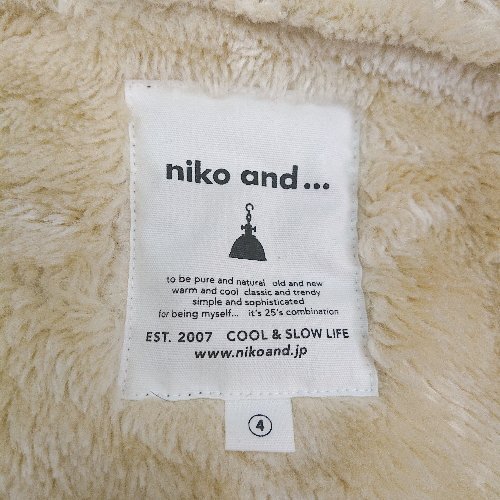 niko and...
to be pure and natural old and new
warm and cool classic and trendy
simple and sophisticated
for being myself... it's 25's combination
EST. 2007 COOL & SLOW LIFE
www.nikoand.jp
④